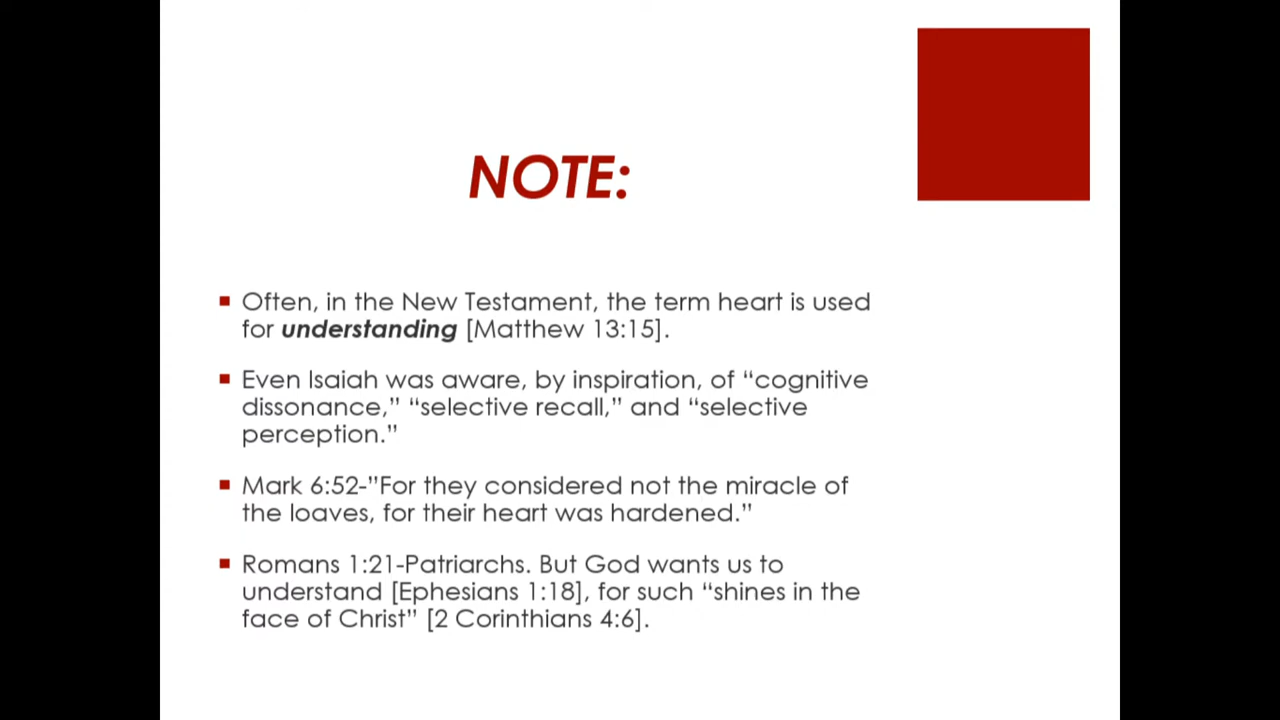 NOTE:
Often, in the New Testament, the term heart is used
for understanding [Matthew 13:15].
Even Isaiah was aware, by inspiration, of “cognitive
dissonance,” “selective recall,” and “selective
perception.”
Mark 6:52-”For they considered not the miracle of
the loaves, for their heart was hardened.”
Romans 1:21-Patriarchs. But God wants us to
understand [Ephesians 1:18], for such “shines in the
face of Christ” [2 Corinthians 4:6].